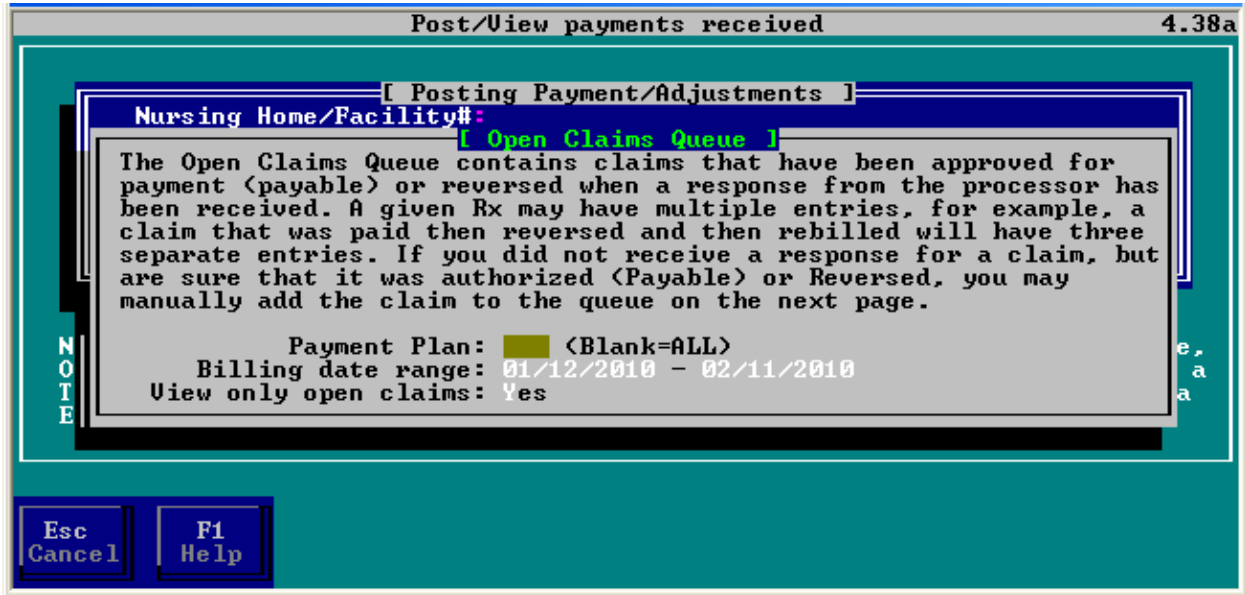 Post/View payments received 4.38a
[ Posting Payment/Adjustments ]
Nursing Home/Facility#:
[ Open Claims Queue ]
The Open Claims Queue contains claims that have been approved for
payment (payable) or reversed when a response from the processor has
been received. A given Rx may have multiple entries, for example, a
claim that was paid then reversed and then rebilled will have three
separate entries. If you did not receive a response for a claim, but
are sure that it was authorized (Payable) or Reversed, you may
manually add the claim to the queue on the next page.
N Payment Plan: (Blank=ALL) e,
O Billing date range: 01/12/2010 - 02/11/2010 a
T View only open claims: Yes a
E
Esc F1
Cancel Help